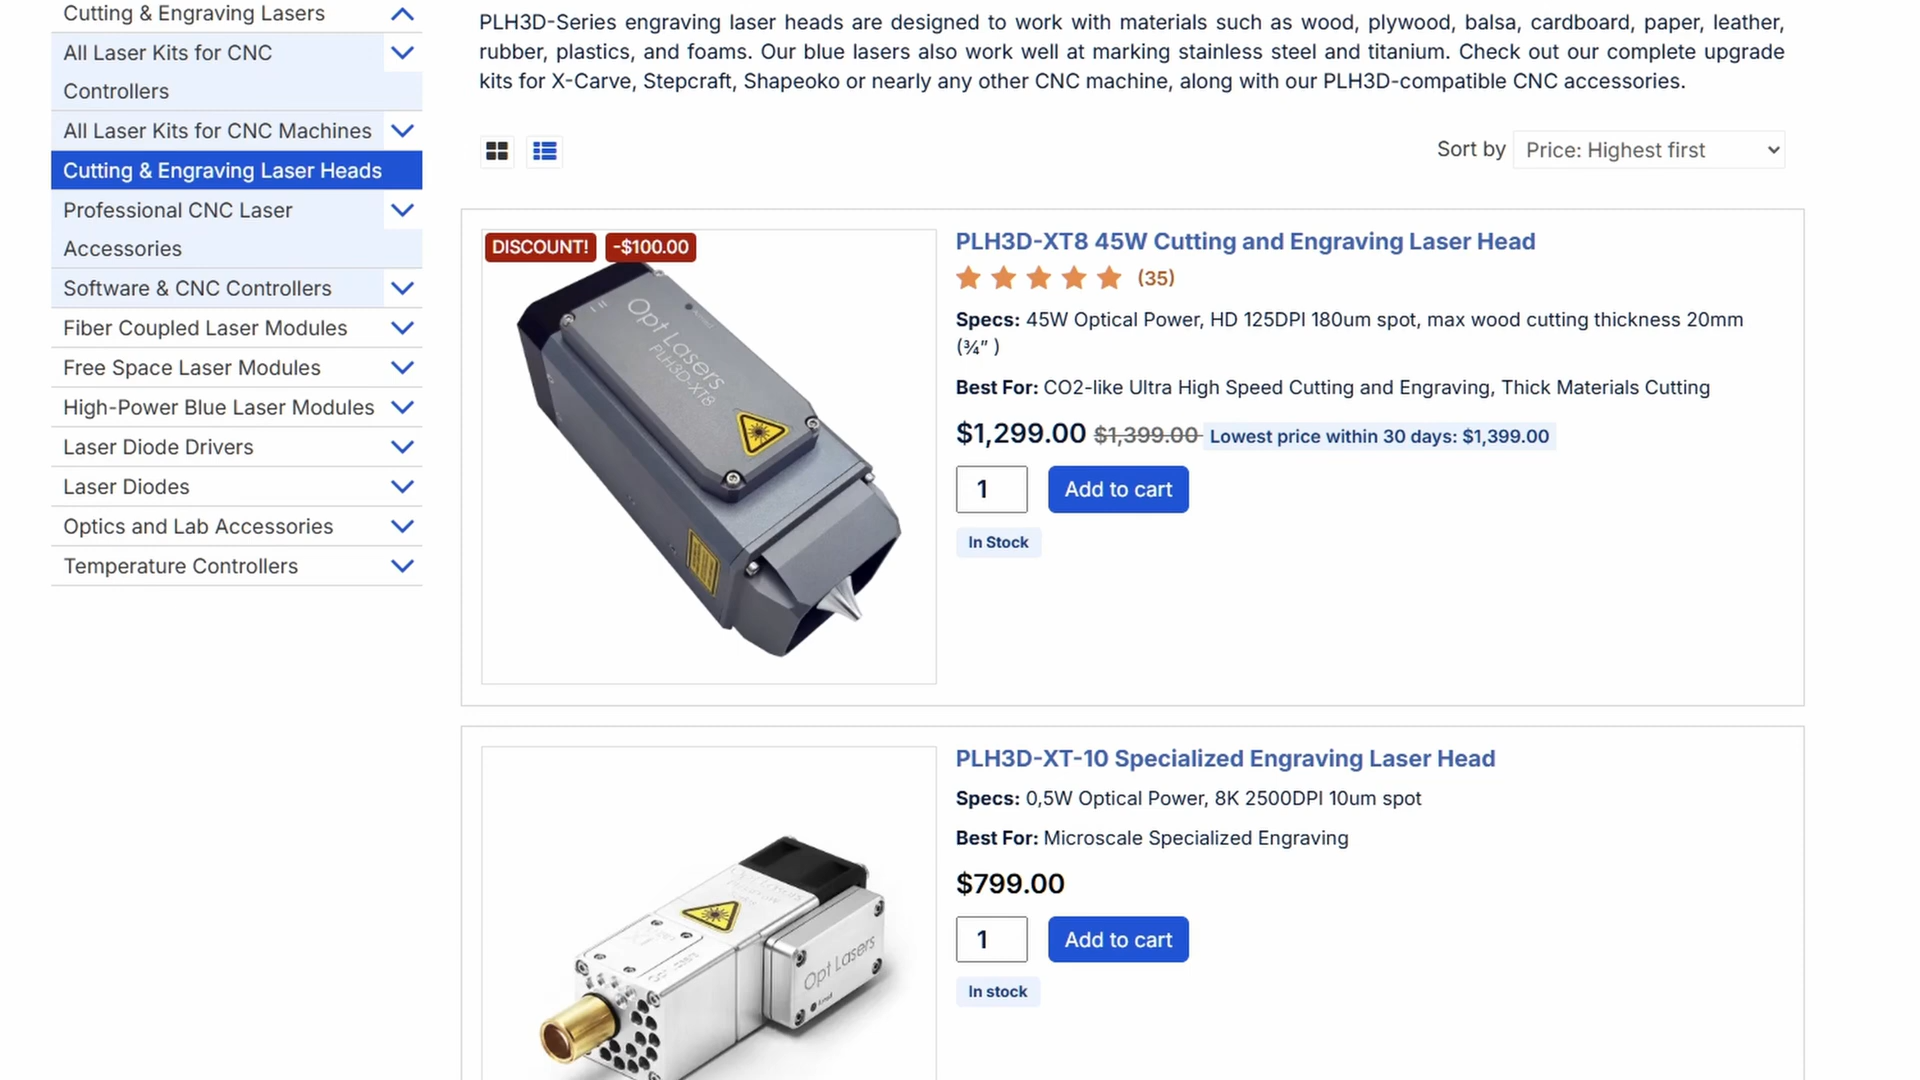 Cutting & Engraving Lasers
All Laser Kits for CNC
Controllers
All Laser Kits for CNC Machines
Cutting & Engraving Laser Heads
Professional CNC Laser
Accessories
Software & CNC Controllers
Fiber Coupled Laser Modules
Free Space Laser Modules
High-Power Blue Laser Modules
Laser Diode Drivers
Laser Diodes
Optics and Lab Accessories
Temperature Controllers
PLH3D-Series engraving laser heads are designed to work with materials such as wood, plywood, balsa, cardboard, paper, leather,
rubber, plastics, and foams. Our blue lasers also work well at marking stainless steel and titanium. Check out our complete upgrade
kits for X-Carve, Stepcraft, Shapeoko or nearly any other CNC machine, along with our PLH3D-compatible CNC accessories.
Sort by Price: Highest first
DISCOUNT! -$100.00
Opt Lasers
PLH3D-XT8
PLH3D-XT8 45W Cutting and Engraving Laser Head
(35)
Specs: 45W Optical Power, HD 125DPI 180um spot, max wood cutting thickness 20mm
(¾″ )
Best For: CO2-like Ultra High Speed Cutting and Engraving, Thick Materials Cutting
$1,299.00 $1,399.00 Lowest price within 30 days: $1,399.00
1 Add to cart
In Stock
Opt Lasers
PLH3D-XT-10 Specialized Engraving Laser Head
Specs: 0,5W Optical Power, 8K 2500DPI 10um spot
Best For: Microscale Specialized Engraving
$799.00
1 Add to cart
In stock